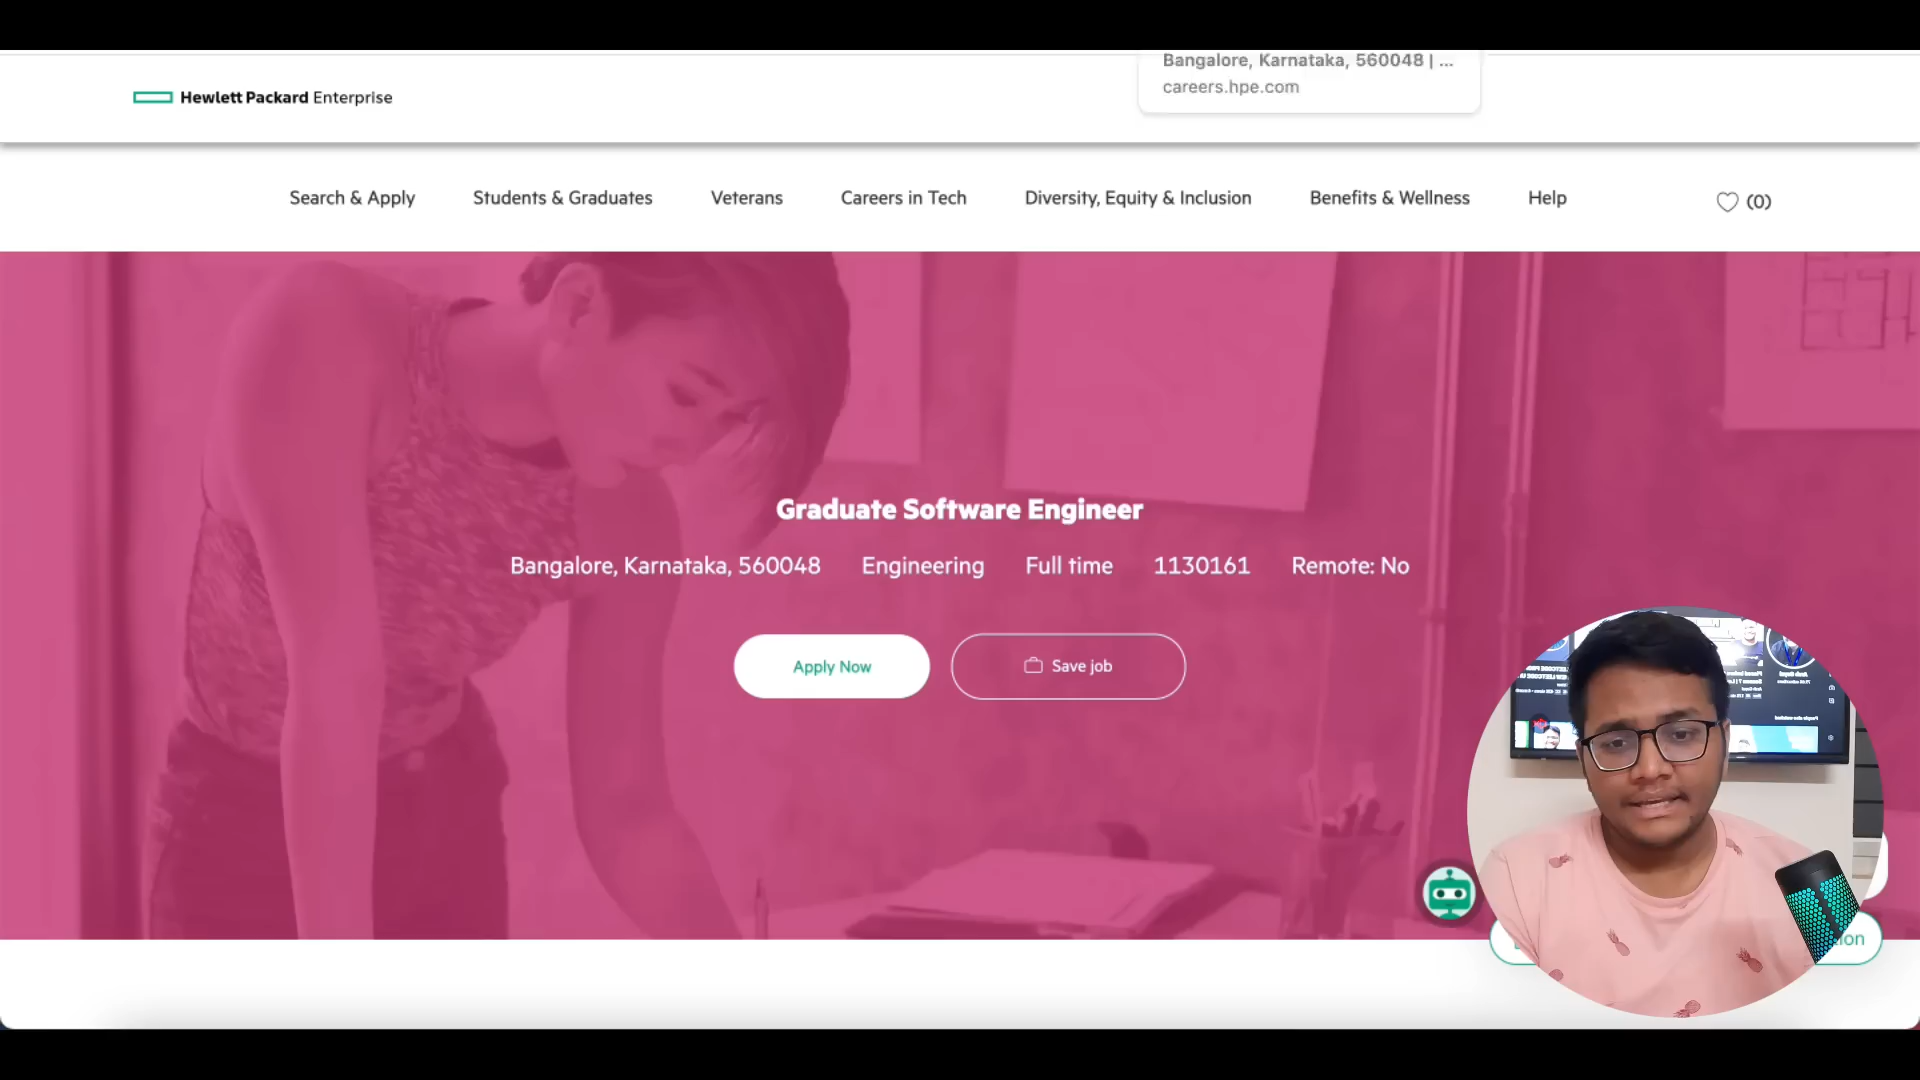 Bangalore, Karnataka, 560048 | ...
careers.hpe.com
Hewlett Packard Enterprise
Search & Apply Students & Graduates Veterans Careers in Tech Diversity, Equity & Inclusion Benefits & Wellness Help (0)
Graduate Software Engineer
Bangalore, Karnataka, 560048 Engineering Full time 1130161 Remote: No
Apply Now Save job